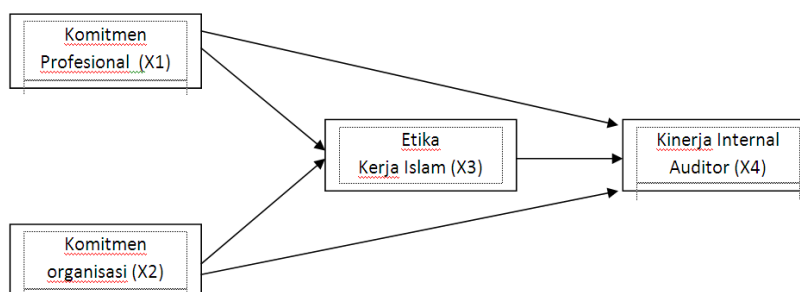 Komitmen
Profesional (X1)
Etika
Kerja Islam (X3)
Kinerja Internal
Auditor (X4)
Komitmen
organisasi (X2)